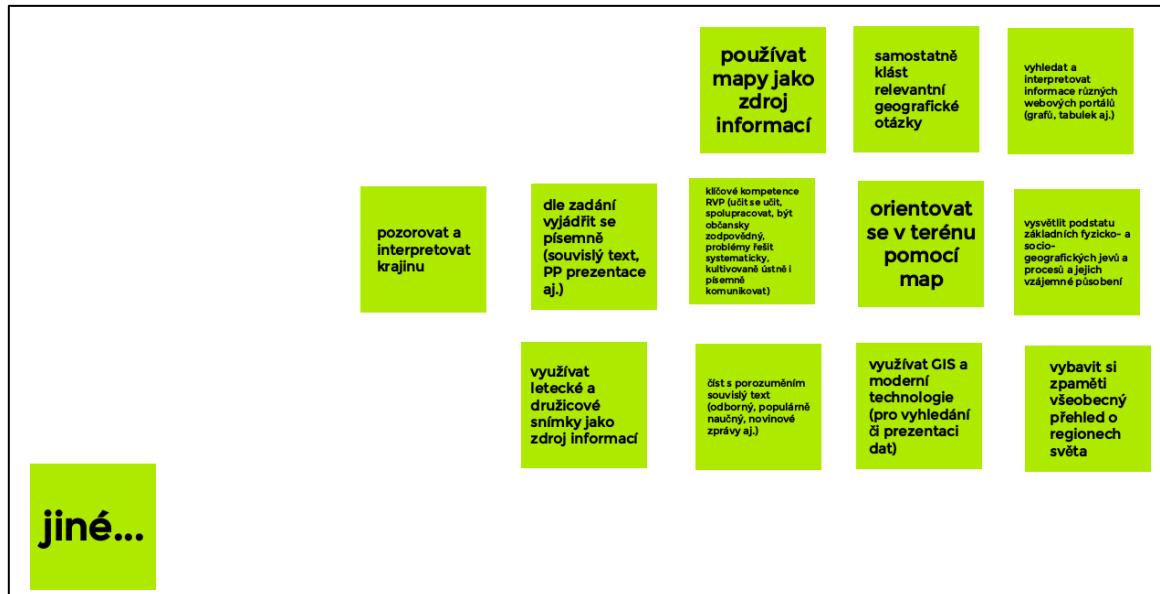 používat
mapy jako
zdroj
informací
samostatně
klást
relevantní
geografické
otázky
vyhledat a
interpretovat
informace různých
webových portálů
(grafů, tabulek aj.)
pozorovat a
interpretovat
krajinu
dle zadání
vyjádřit se
písemně
(souvislý text,
PP prezentace
aj.)
klíčové kompetence
RVP (učit se učit,
spolupracovat, být
občansky
zodpovědný,
problémy řešit
systematicky,
kultivovaně ústně i
písemně
komunikovat)
orientovat
se v terénu
pomocí
map
vysvětlit podstatu
základních fyzicko- a
socio-
geografických jevů a
procesů a jejich
vzájemné působení
využívat
letecké a
družicové
snímky jako
zdroj informací
číst s porozuměním
souvislý text
(odborný, populárně
naučný, novinové
zprávy aj.)
využívat GIS a
moderní
technologie
(pro vyhledání
či prezentaci
dat)
vybavit si
zpaměti
všeobecný
přehled o
regionech
světa
jiné...